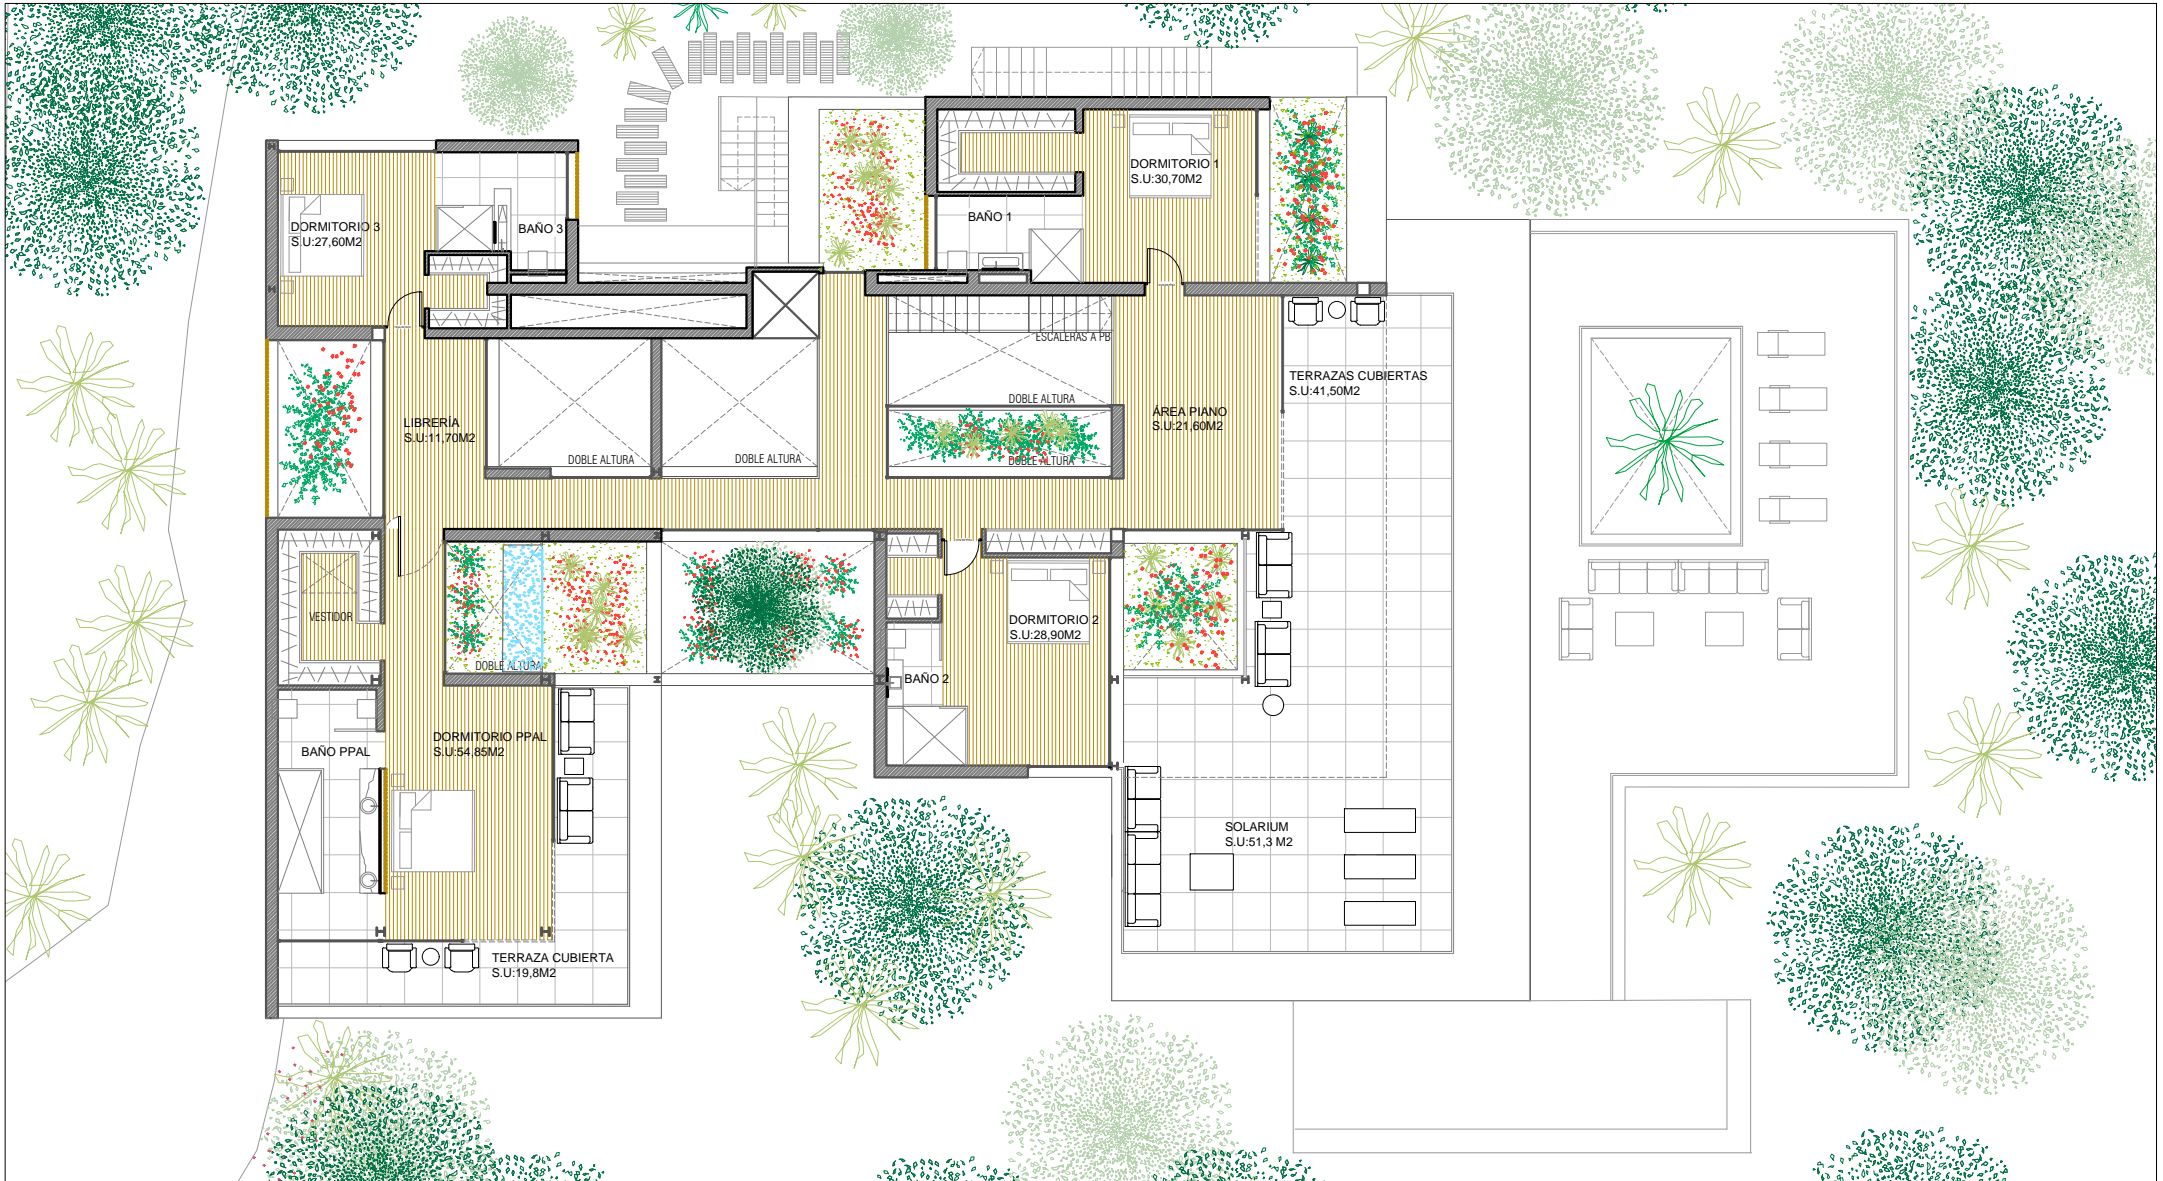 DORMITORIO 1
S.U:30,70M2
BAÑO 1
DORMITORIO 3
S.U:27,60M2
BAÑO 3
ESCALERAS A PB
TERRAZAS CUBIERTAS
S.U:41,50M2
DOBLE ALTURA
ÁREA PIANO
S.U:21,60M2
LIBRERÍA
S.U:11,70M2
DOBLE ALTURA
DOBLE ALTURA
DOBLE ALTURA
VESTIDOR
DORMITORIO 2
S.U:28,90M2
DOBLE ALTURA
BAÑO 2
DORMITORIO PPAL
S.U:54,85M2
BAÑO PPAL
SOLARIUM
S.U:51,3 M2
TERRAZA CUBIERTA
S.U:19,8M2